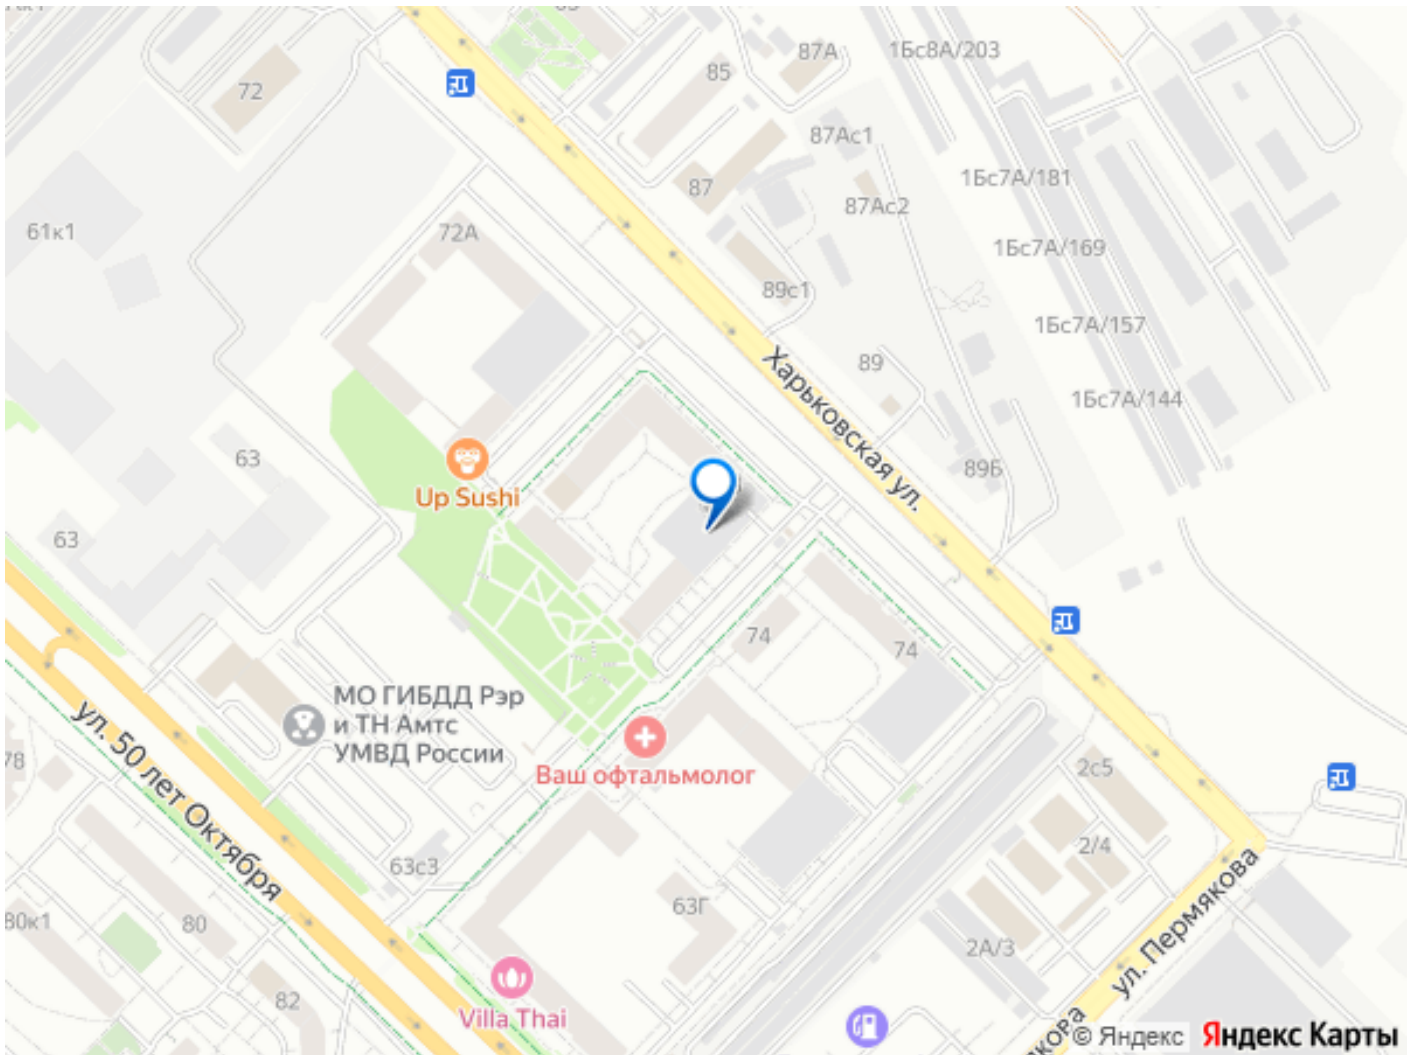 85
87А
1Бс8А/203
72
87Ас1
1Бс7А/181
87
87Ас2
61к1
72А
1Бс7А/169
89с1
1Бс7А/157
89
Харьковская ул.
1Бс7А/144
63
Up Sushi
89Б
63
74
74
МО ГИБДД Рэр
и ТН Амтс
УМВД России
ул. 50 лет Октября
78
Ваш офтальмолог
2с5
2/4
63с3
ул. Пермякова
80к1
80
63Г
2А/3
82
Villa Thai
© Яндекс
Яндекс Карты